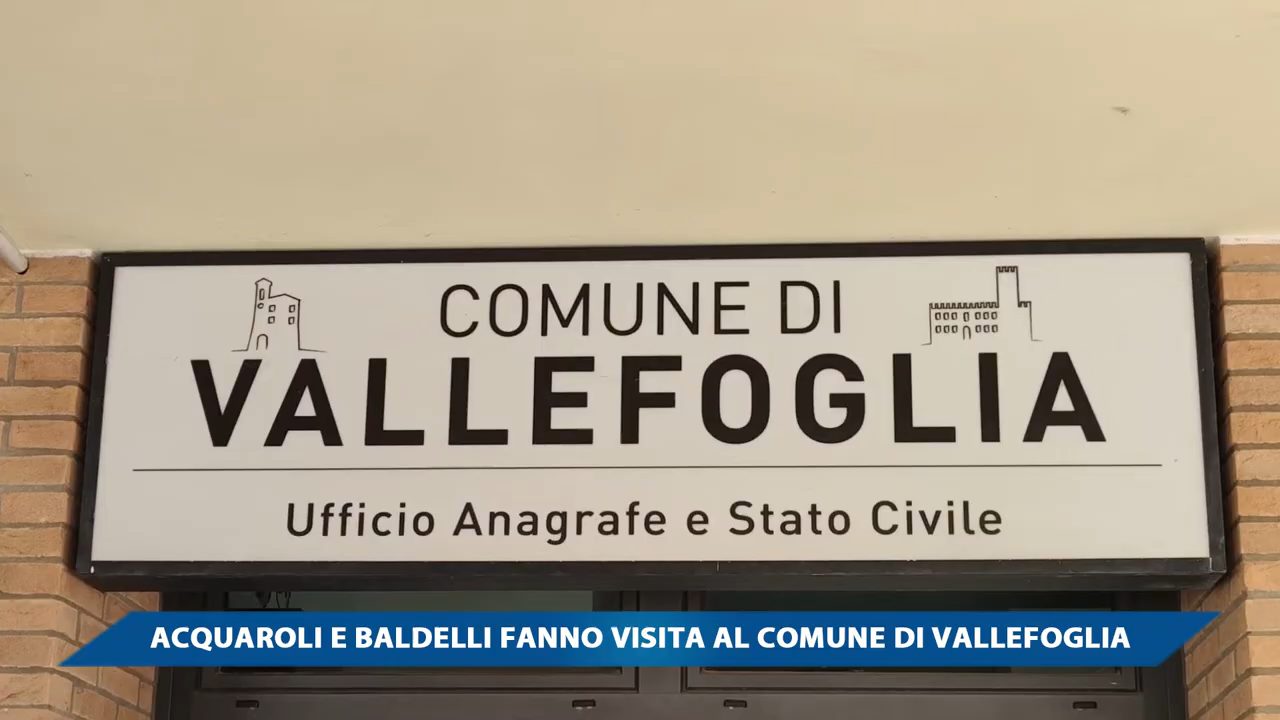 COMUNE DI
VALLEFOGLIA
Ufficio Anagrafe e Stato Civile
ACQUAROLI E BALDELLI FANNO VISITA AL COMUNE DI VALLEFOGLIA